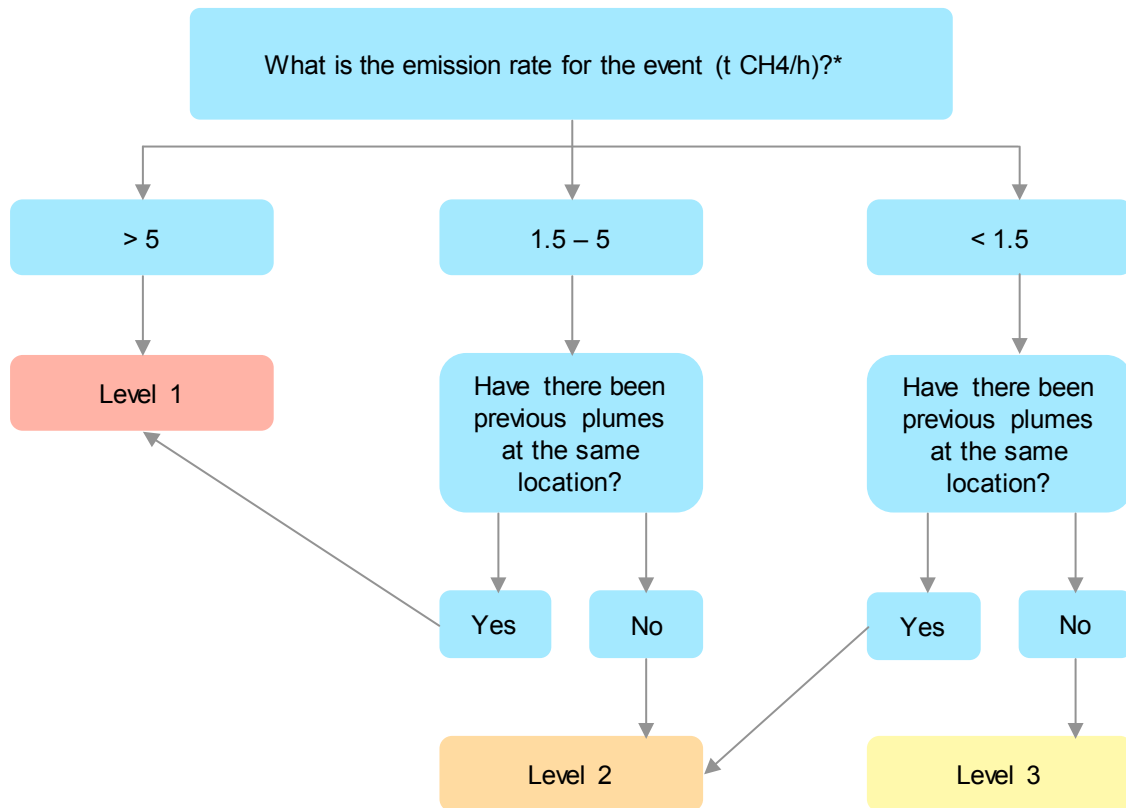 What is the emission rate for the event (t CH4/h)?*
> 5
1.5 – 5
< 1.5
Level 1
Have there been
previous plumes
at the same
location?
Have there been
previous plumes
at the same
location?
Yes
No
Yes
No
Level 2
Level 3